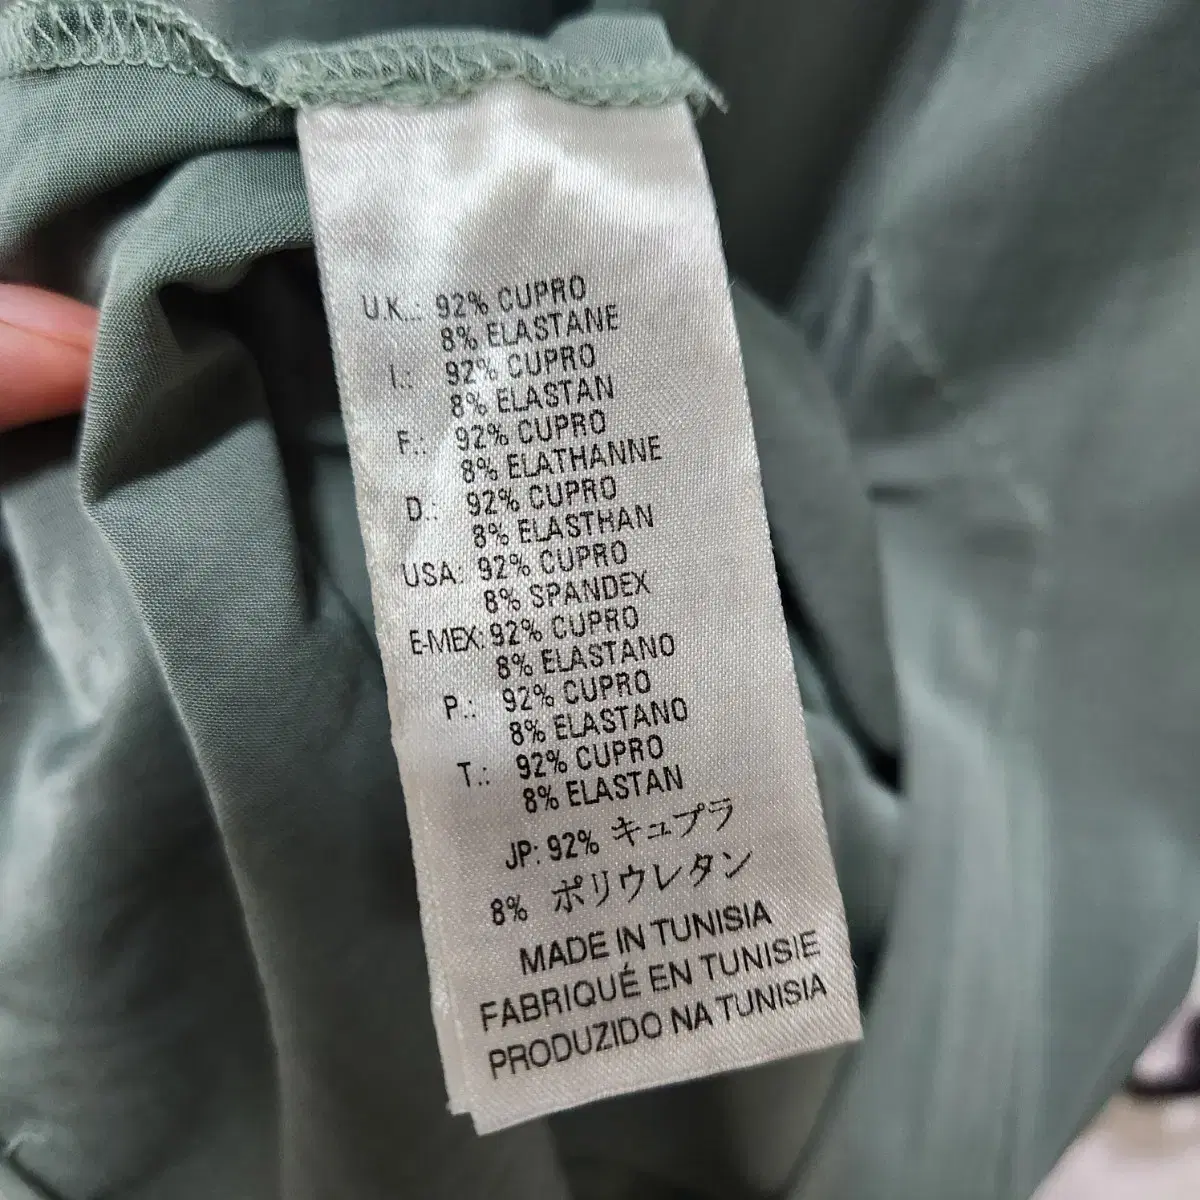 U.K.: 92% CUPRO
8% ELASTANE
I.: 92% CUPRO
8% ELASTAN
F.: 92% CUPRO
8% ELATHANNE
D.: 92% CUPRO
8% ELASTHAN
USA: 92% CUPRO
8% SPANDEX
E-MEX: 92% CUPRO
8% ELASTANO
P.: 92% CUPRO
8% ELASTANO
T.: 92% CUPRO
8% ELASTAN
JP: 92% キュプラ
8% ポリウレタン
MADE IN TUNISIA
FABRIQUÉ EN TUNISIE
PRODUZIDO NA TUNISIA